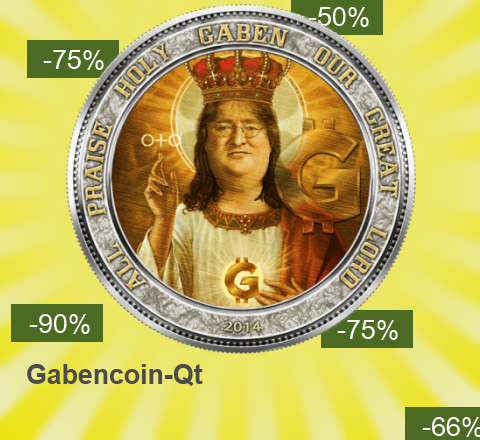 -50%
-75%
ALL PRAISE HOLY GABEN OUR GREAT LORD
O+O
G
G
2014
-90%
-75%
Gabencoin-Qt
-66%